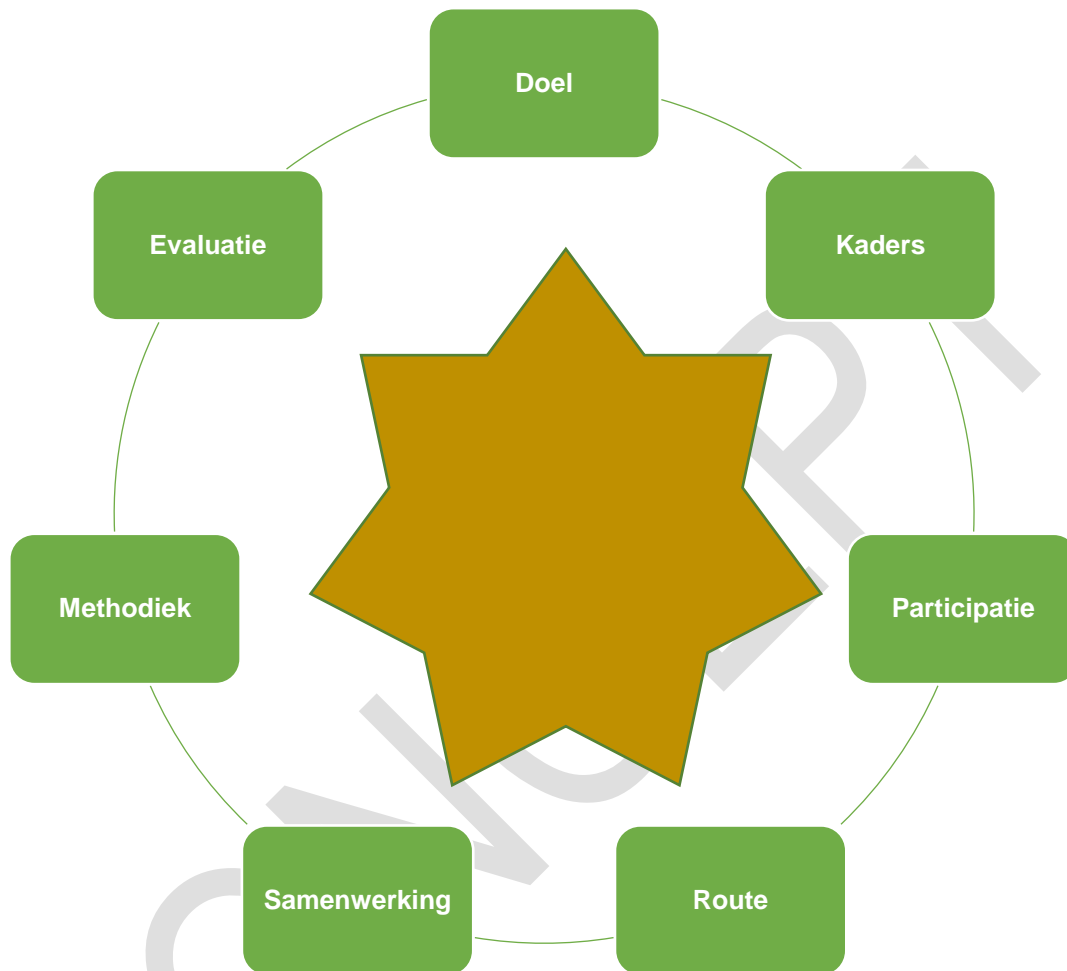 Doel
Evaluatie
Kaders
Methodiek
Participatie
Samenwerking
Route